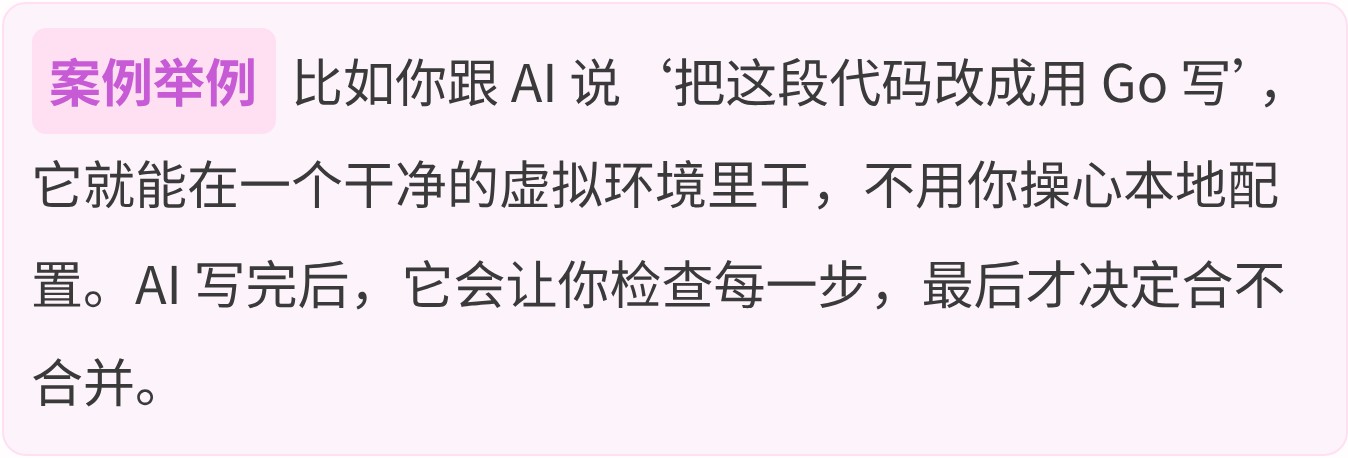 案例举例 比如你跟 AI 说‘把这段代码改成用 Go 写’，
它就能在一个干净的虚拟环境里干，不用你操心本地配
置。AI 写完后，它会让你检查每一步，最后才决定合不
合并。